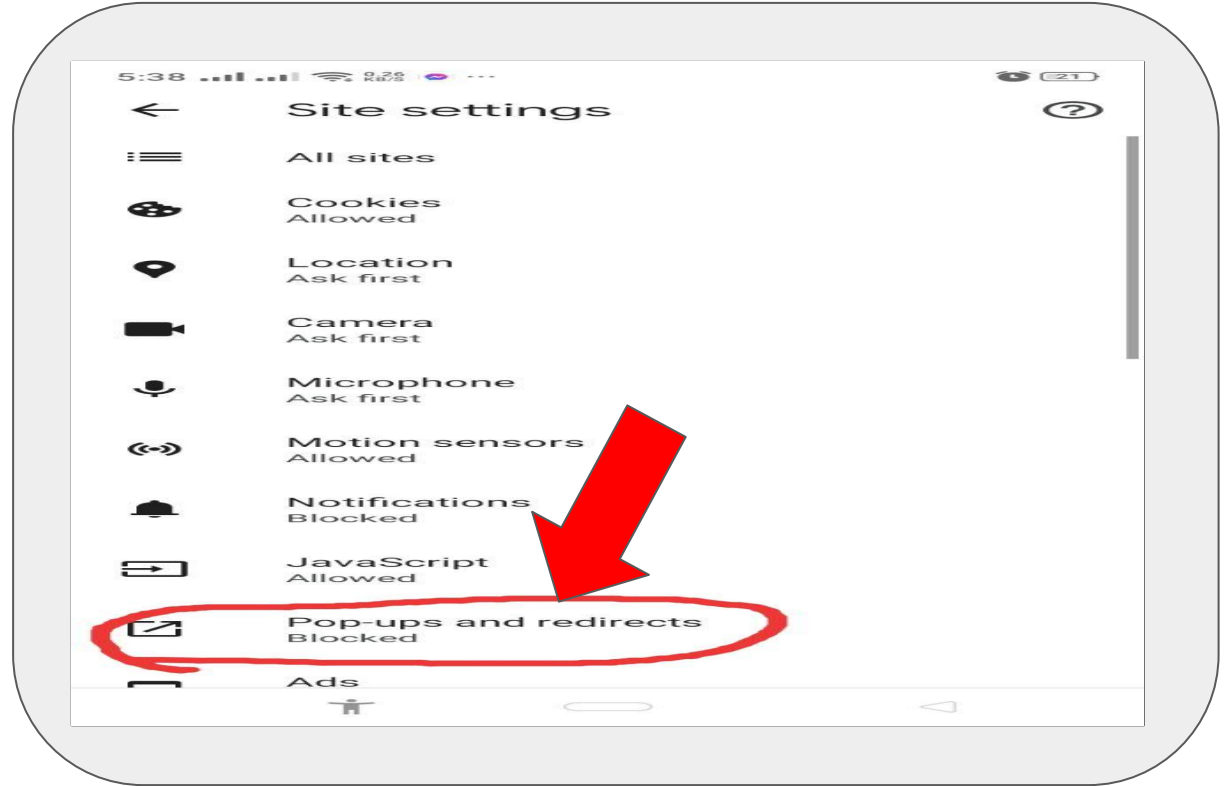 5:38 0.26 KB/S ... 21
Site settings
All sites
Cookies
Allowed
Location
Ask first
Camera
Ask first
Microphone
Ask first
Motion sensors
Allowed
Notifications
Blocked
JavaScript
Allowed
Pop-ups and redirects
Blocked
Ads